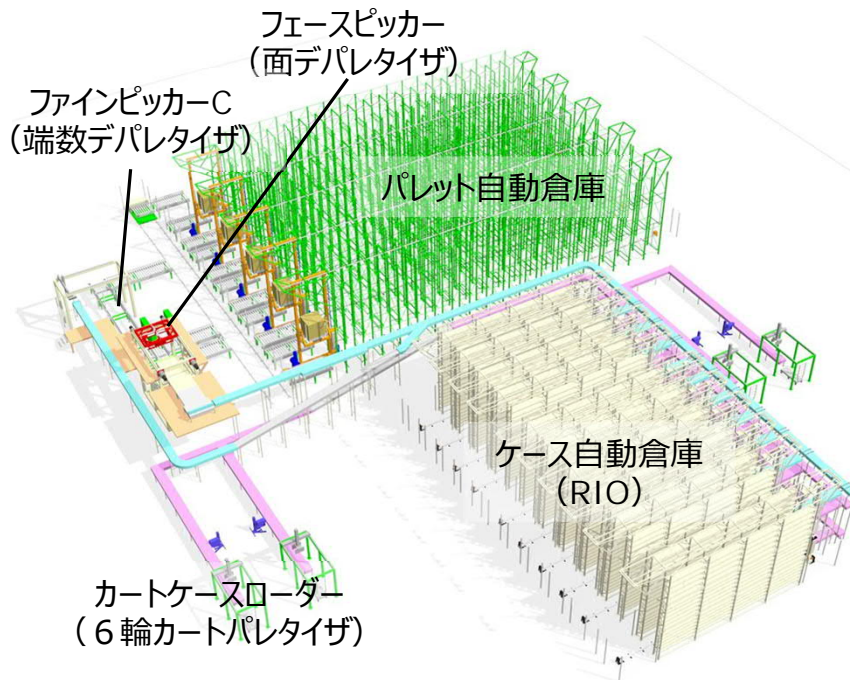 フェースピッカー
（面デパレタイザ）
ファインピッカーC
（端数デパレタイザ）
パレット自動倉庫
ケース自動倉庫
（RIO）
カートケースローダー
（６輪カートパレタイザ）